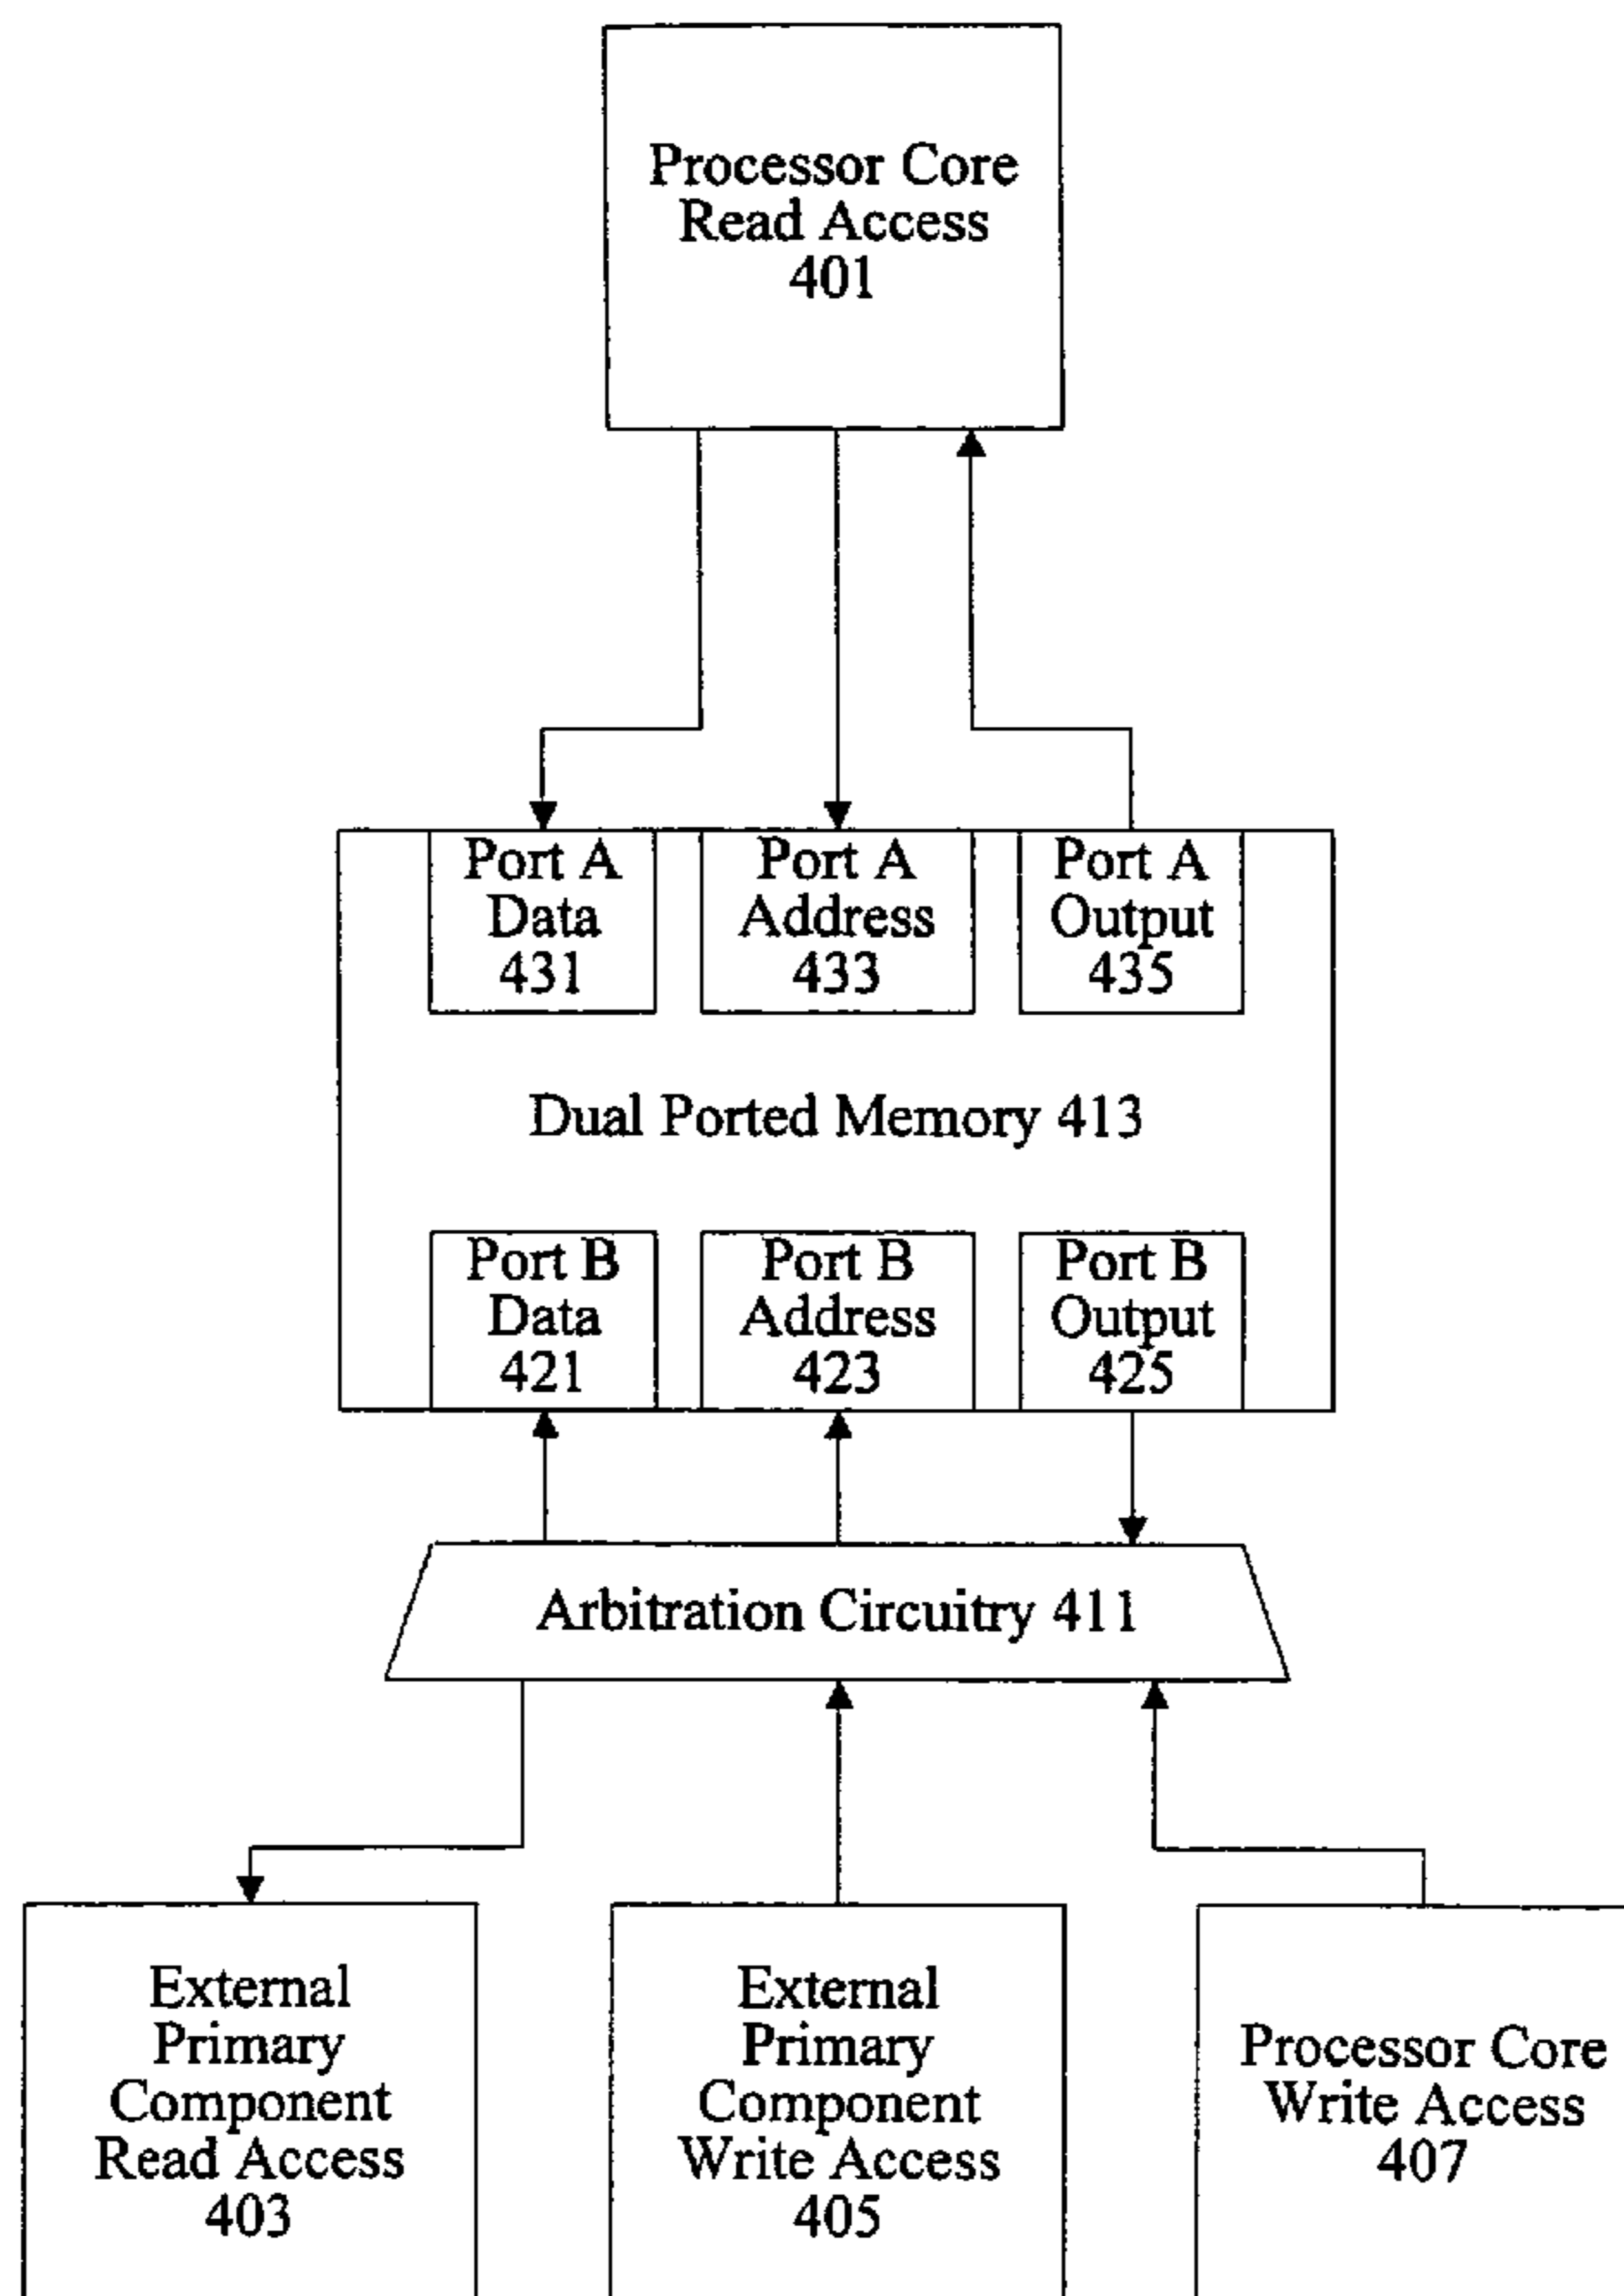 Processor Core
Read Access
401
Port A
Data
431
Port A
Address
433
Port A
Output
435
Dual Ported Memory 413
Port B
Data
421
Port B
Address
423
Port B
Output
425
Arbitration Circuitry 411
External
Primary
Component
Read Access
403
External
Primary
Component
Write Access
405
Processor Core
Write Access
407